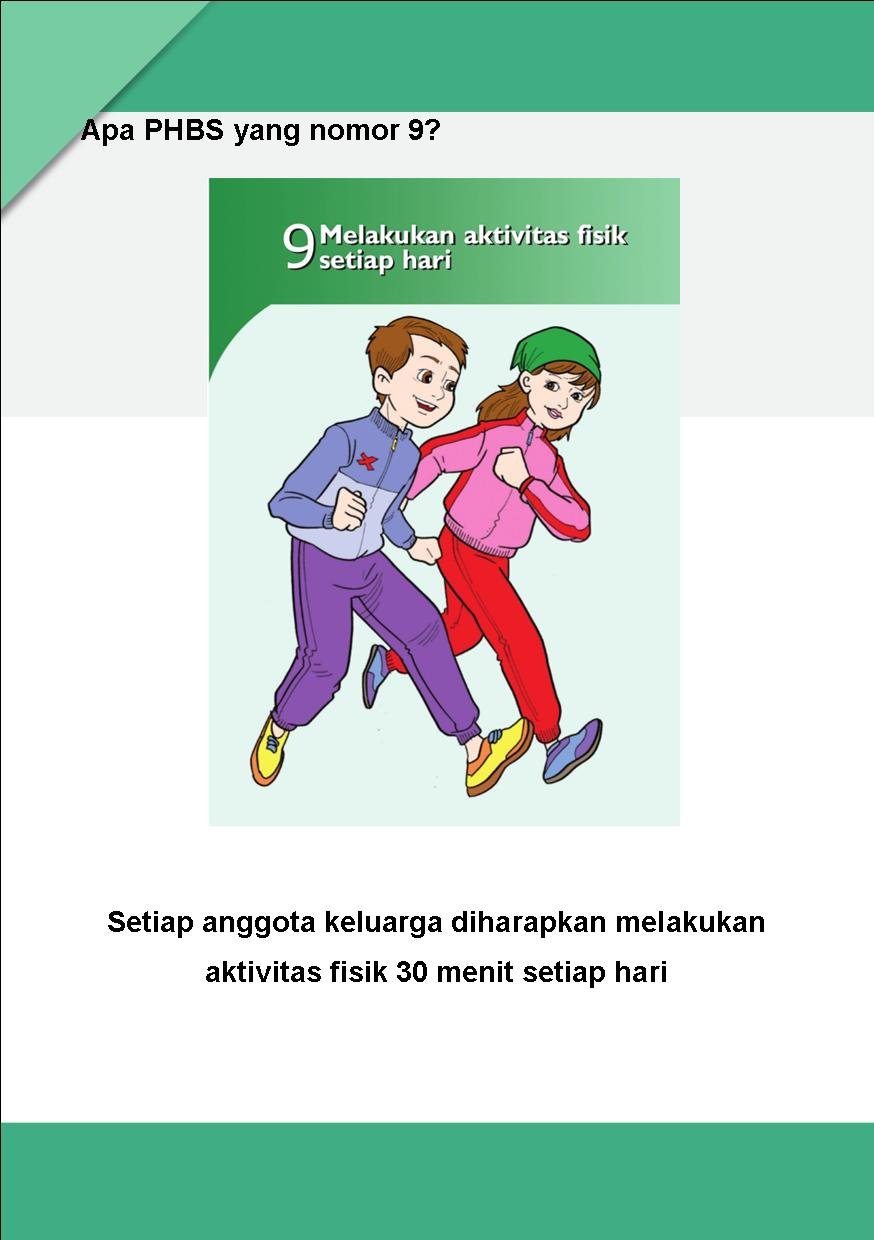 Apa PHBS yang nomor 9?
9 Melakukan aktivitas fisik
setiap hari
Setiap anggota keluarga diharapkan melakukan
aktivitas fisik 30 menit setiap hari